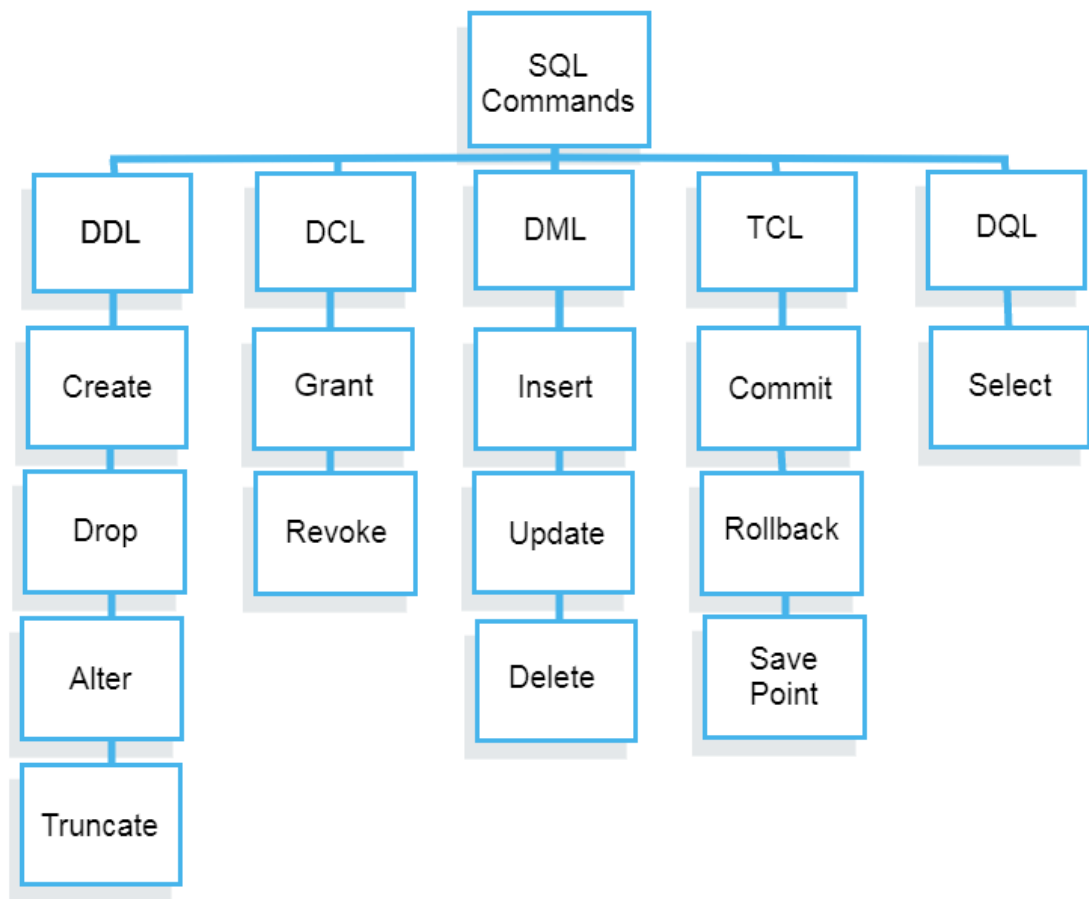 SQL
Commands
DDL
DCL
DML
TCL
DQL
Create
Grant
Insert
Commit
Select
Drop
Revoke
Update
Rollback
Alter
Delete
Save
Point
Truncate